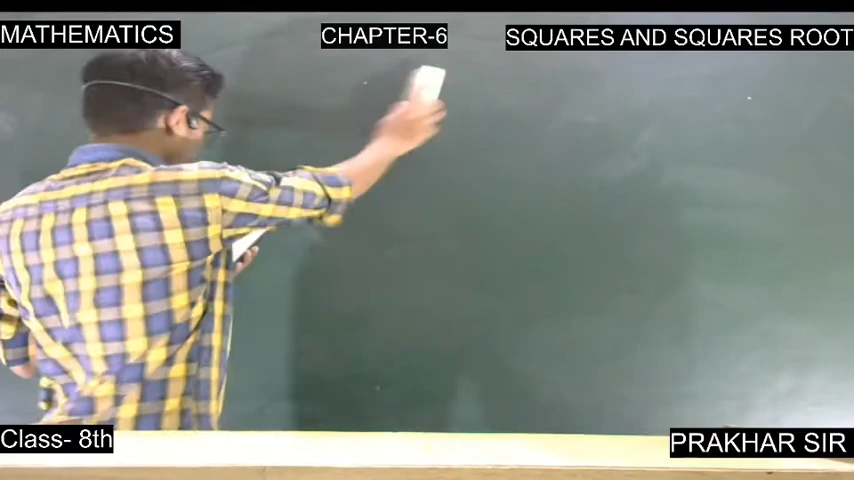 MATHEMATICS
CHAPTER-6
SQUARES AND SQUARES ROOT
Class- 8th
PRAKHAR SIR